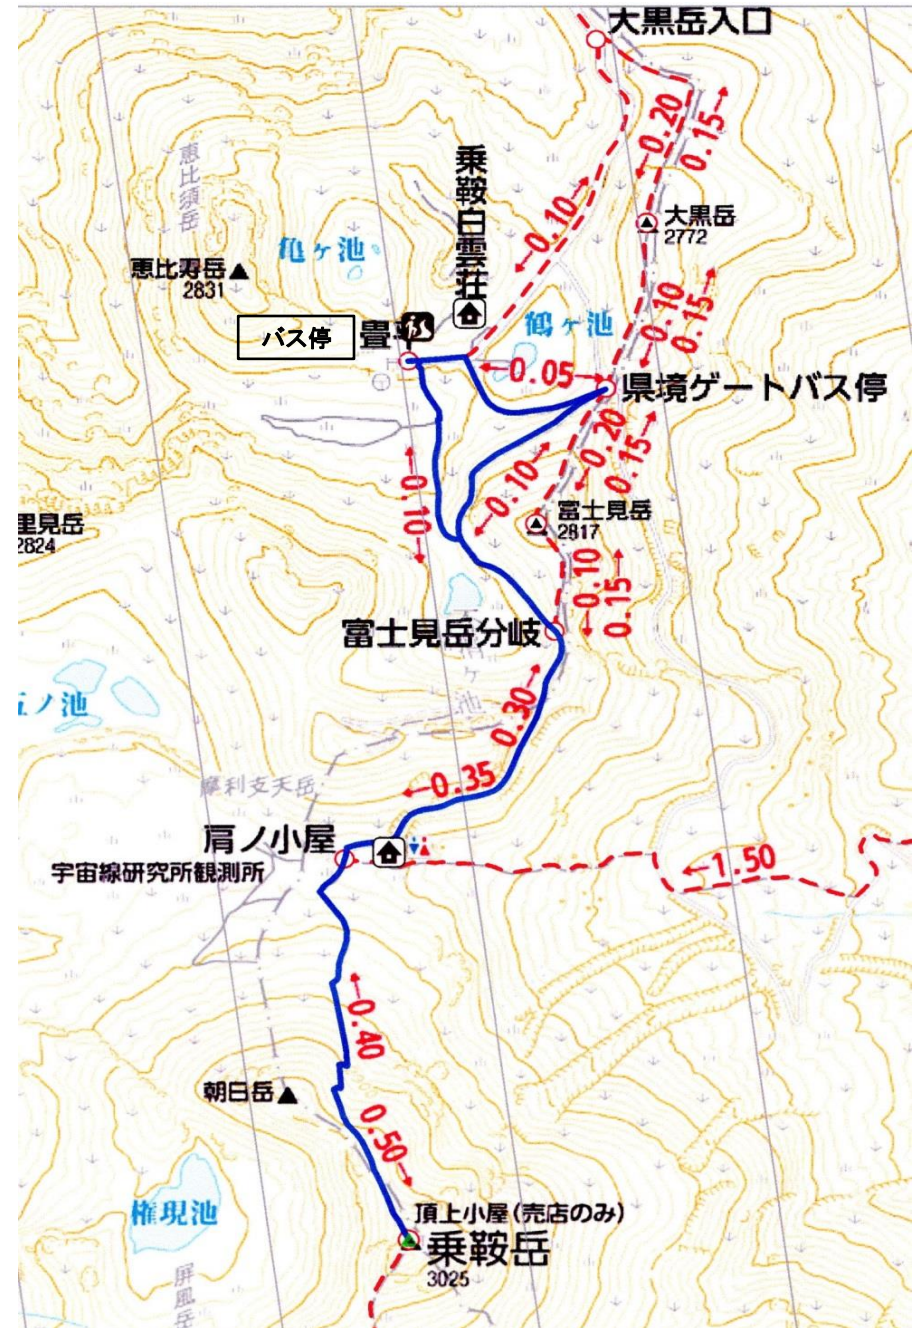 大黒岳入口
←0.20
0.15→
恵比須岳
乗鞍白雲荘
←0.10→
大黒岳
2772
亀ヶ池
恵比寿岳
2831
←0.10
0.15→
鶴ヶ池
バス停
畳
←0.05→
県境ゲートバス停
←0.20
0.15→
←0.10→
←0.10→
富士見岳
2817
里見岳
2824
←0.10
0.15→
富士見岳分岐
ノ池
0.30→
←0.35
摩利支天岳
肩ノ小屋
宇宙線研究所観測所
←1.50
←0.40
朝日岳
0.50→
権現池
頂上小屋(売店のみ)
乗鞍岳
3025
屏風岳